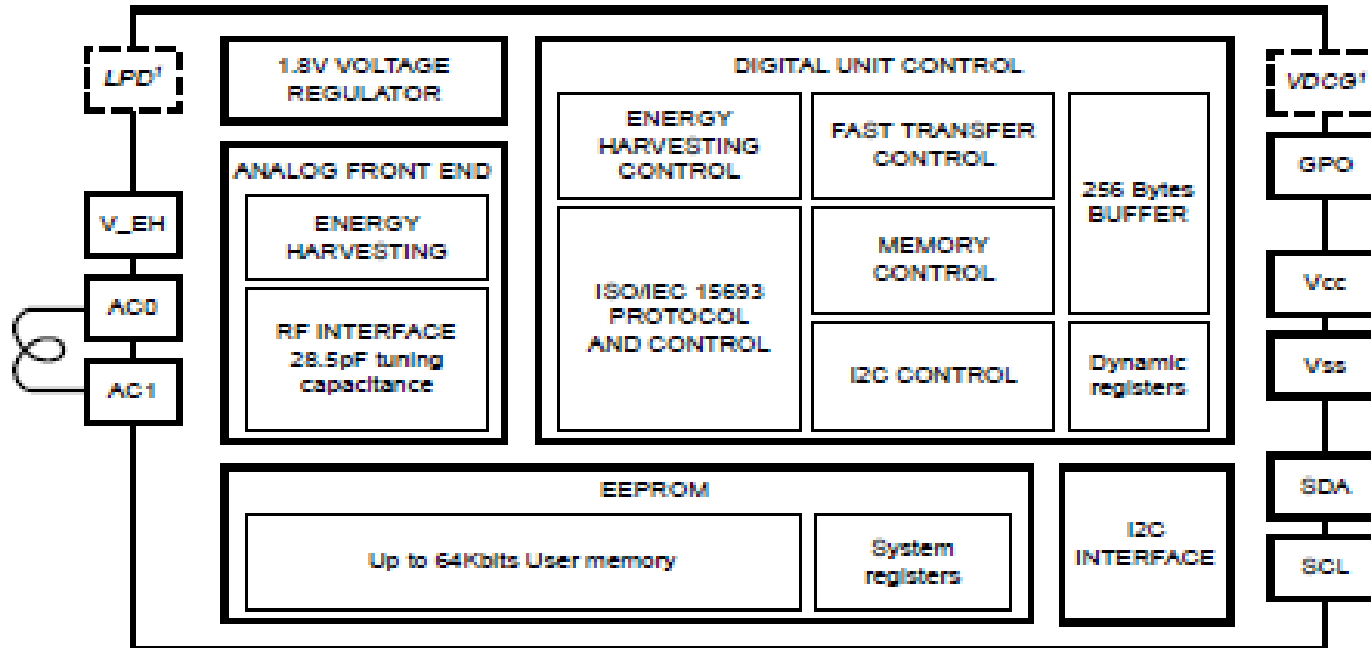 LPD¹
V_EH
AC0
AC1
1.8V VOLTAGE
REGULATOR
ANALOG FRONT END
ENERGY
HARVESTING
RF INTERFACE
28.5pF tuning
capacitance
DIGITAL UNIT CONTROL
ENERGY
HARVESTING
CONTROL
FAST TRANSFER
CONTROL
256 Bytes
BUFFER
ISO/IEC 15693
PROTOCOL
AND CONTROL
MEMORY
CONTROL
I2C CONTROL
Dynamic
registers
EEPROM
Up to 64Kbits User memory
System
registers
I2C
INTERFACE
VDCG¹
GPO
Vcc
Vss
SDA
SCL